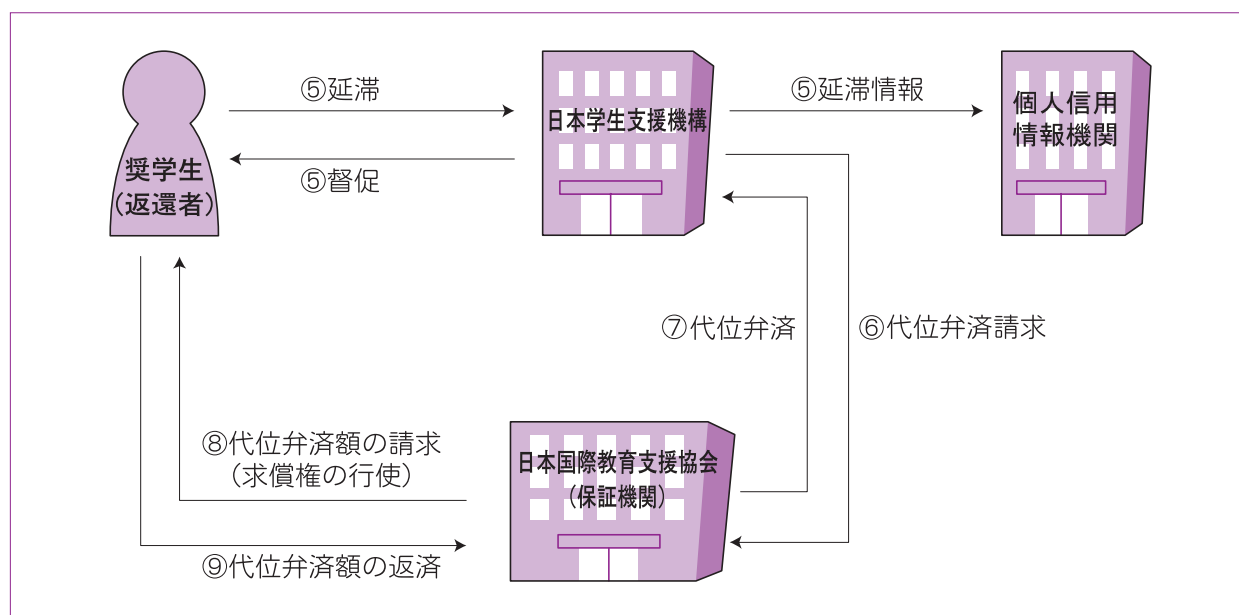 ⑤延滞
⑤延滞情報
日本学生支援機構
個人信用
情報機関
奨学生
(返還者)
⑤督促
⑦代位弁済
⑥代位弁済請求
⑧代位弁済額の請求
(求償権の行使)
日本国際教育支援協会
(保証機関)
⑨代位弁済額の返済